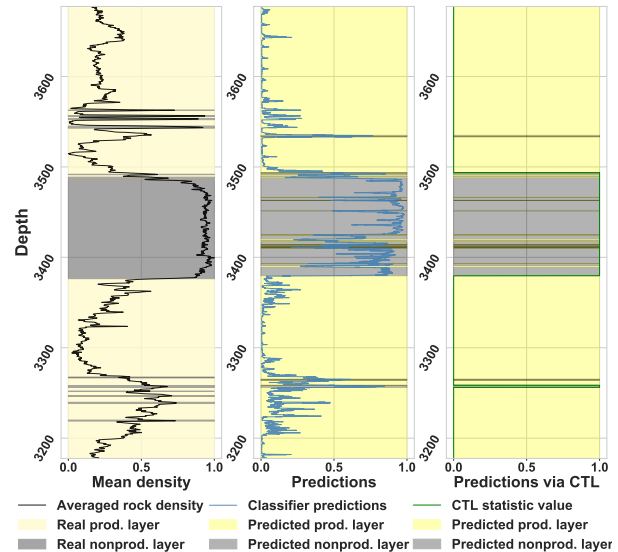 3600 3600 3600
3500 3500 3500
Depth
3400 3400 3400
3300 3300 3300
3200 3200 3200
0.0 0.5 1.0 0.0 0.5 1.0 0.0 0.5 1.0
Mean density Predictions Predictions via CTL
Averaged rock density Classifier predictions CTL statistic value
Real prod. layer Predicted prod. layer Predicted prod. layer
Real nonprod. layer Predicted nonprod. layer Predicted nonprod. layer